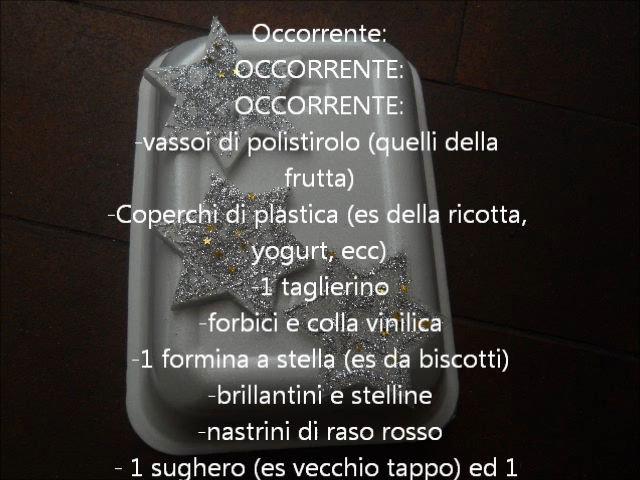 Occorrente:
OCCORRENTE:
OCCORRENTE:
-vassoi di polistirolo (quelli della
frutta)
-Coperchi di plastica (es della ricotta,
yogurt, ecc)
-1 taglierino
-forbici e colla vinilica
-1 formina a stella (es da biscotti)
-brillantini e stelline
-nastrini di raso rosso
- 1 sughero (es vecchio tappo) ed 1